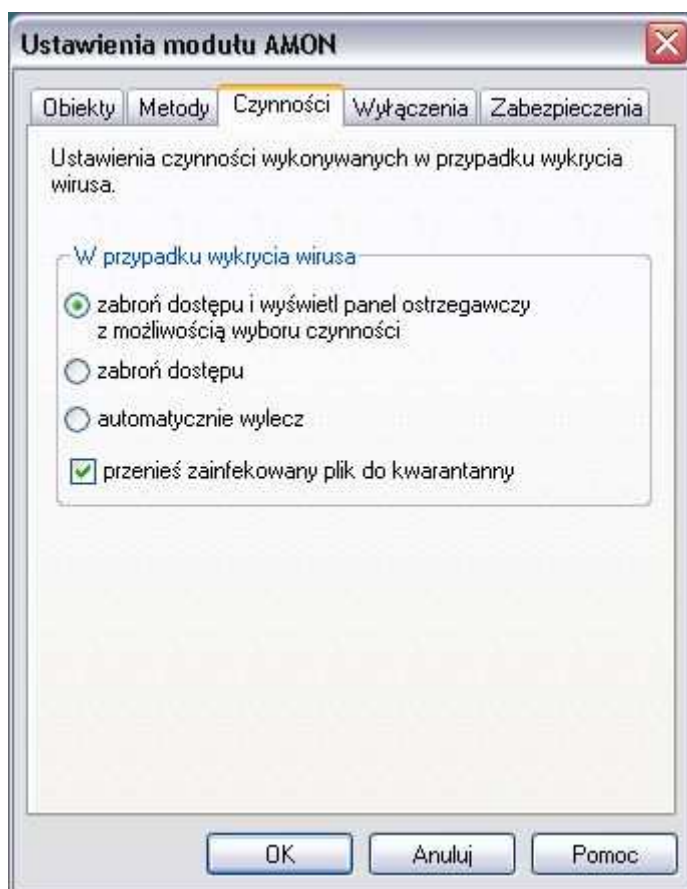 Ustawienia modułu AMON
Obiekty Metody Czynności Wyłączenia Zabezpieczenia
Ustawienia czynności wykonywanych w przypadku wykrycia
wirusa.
W przypadku wykrycia wirusa
zabroń dostępu i wyświetl panel ostrzegawczy
z możliwością wyboru czynności
zabroń dostępu
automatycznie wylecz
przenieś zainfekowany plik do kwarantanny
OK Anuluj Pomoc